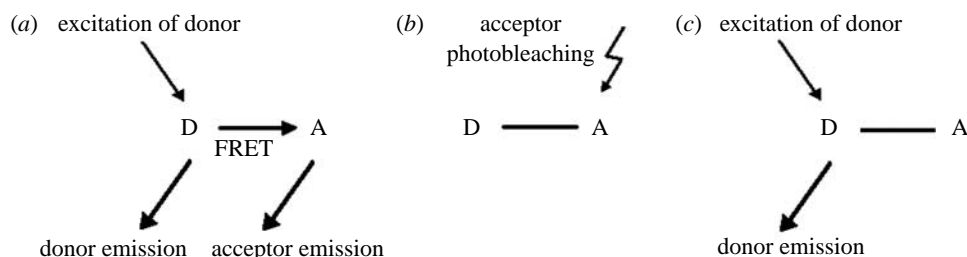 (a) excitation of donor
D
A
FRET
donor emission
acceptor emission
(b) acceptor
photobleaching
D
A
(c) excitation of donor
D
A
donor emission